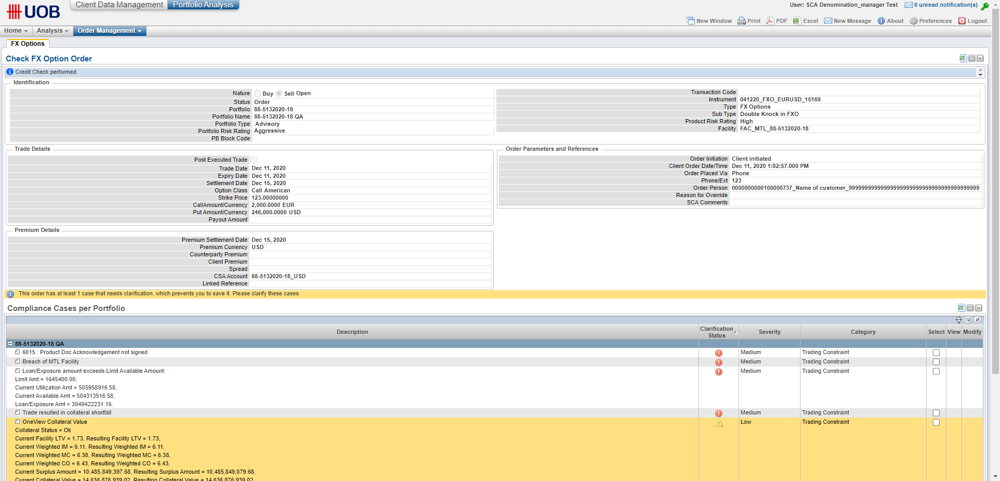 UOB
Client Data Management
Portfolio Analysis
User: SCA Denomination_manager Test
6 unread notification(s)
New Window
Print
PDF
Excel
New Message
About
Preferences
Logout
Home
Analysis
Order Management
FX Options
Check FX Option Order
Credit Check performed.
Identification
Nature Buy Sell Open
Status Order
Portfolio 88-5132020-18
Portfolio Name 88-5132020-18 QA
Portfolio Type Advisory
Portfolio Risk Rating Aggressive
PB Block Code
Transaction Code
Instrument 041220_FXO_EURUSD_15169
Type FX Options
Sub Type Double Knock in FXO
Product Risk Rating High
Facility FAC_MTL_88-5132020-18
Trade Details
Post Executed Trade
Trade Date Dec 11, 2020
Expiry Date Dec 11, 2020
Settlement Date Dec 15, 2020
Option Class Call American
Strike Price 123.00000000
CallAmount/Currency 2,000.0000 EUR
Put Amount/Currency 246,000.0000 USD
Payout Amount
Order Parameters and References
Order Initiation Client initiated
Client Order Date/Time Dec 11, 2020 1:02:57.000 PM
Order Placed Via Phone
Phone/Ext 123
Order Person
Reason for Override
SCA Comments
Premium Details
Premium Settlement Date Dec 15, 2020
Premium Currency USD
Counterparty Premium
Client Premium
Spread
CSA Account 88-5132020-18_USD
Linked Reference
This order has at least 1 case that needs clarification, which prevents you to save it. Please clarify these cases.
Compliance Cases per Portfolio
Description Clarification Status Severity Category Select View Modify
88-5132020-18 QA
6015 : Product Doc Acknowledgement not signed Medium Trading Constraint
Breach of MTL Facility Medium Trading Constraint
Loan/Exposure amount exceeds Limit Available Amount: Medium Trading Constraint
Limit Amt = 1645400.00,
Current Utilization Amt = 505958916.58,
Current Available Amt = 504313516.58,
Loan/Exposure Amt = 3049422231.16.
Trade resulted in collateral shortfall Medium Trading Constraint
OneView Collateral Value Low Trading Constraint
Collateral Status = Ok
Current Facility LTV = 1.73, Resulting Facility LTV = 1.73,
Current Weighted IM = 6.11, Resulting Weighted IM = 6.11,
Current Weighted MC = 6.38, Resulting Weighted MC = 6.38,
Current Weighted CO = 6.43, Resulting Weighted CO = 6.43,
Current Surplus Amount = 10,485,849,397.68, Resulting Surplus Amount = 10,485,849,079.68,
Current Collateral Value = 14,636,876,939.02, Resulting Collateral Value = 14,636,876,939.02